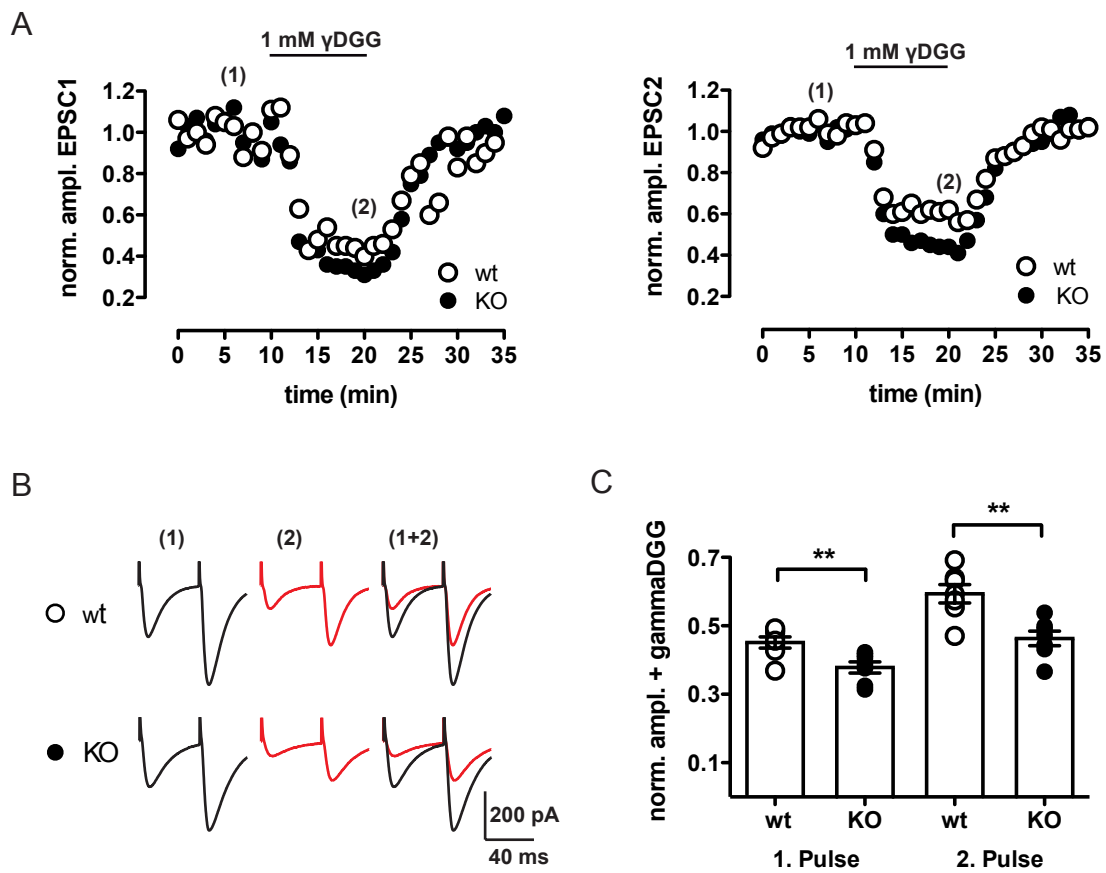 A
1 mM γDGG
(1)
(2)
norm. ampl. EPSC1
1.2
1.0
0.8
0.6
0.4
0.2
wt
KO
0 5 10 15 20 25 30 35
time (min)
1 mM γDGG
(1)
(2)
norm. ampl. EPSC2
1.2
1.0
0.8
0.6
0.4
0.2
wt
KO
0 5 10 15 20 25 30 35
time (min)
B
(1) (2) (1+2)
wt
KO
200 pA
40 ms
C
norm. ampl. + gammaDGG
0.7
0.5
0.3
0.1
**
**
wt KO wt KO
1. Pulse 2. Pulse